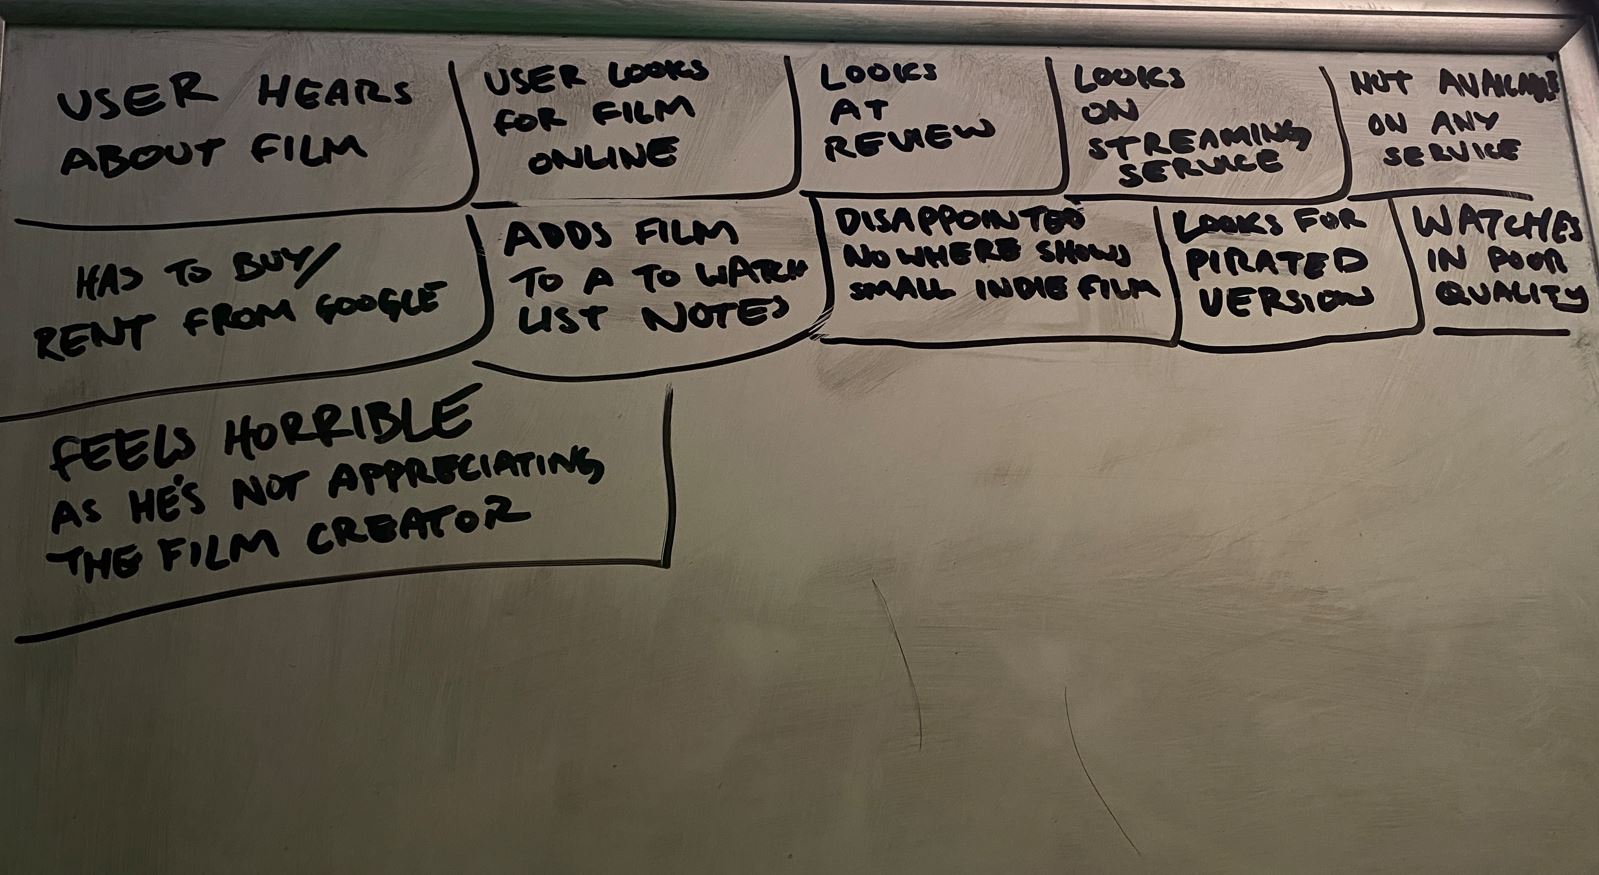 USER HEARS
ABOUT FILM
USER LOOKS
FOR FILM
ONLINE
LOOKS
AT
REVIEW
LOOKS
ON
STREAMING
SERVICE
NOT AVAILABLE
ON ANY
SERVICE
HAS TO BUY/
RENT FROM GOOGLE
ADDS FILM
TO A TO WATCH
LIST NOTES
DISAPPOINTED
NO WHERE SHOWS
SMALL INDIE FILM
LOOKS FOR
PIRATED
VERSION
WATCHES
IN POOR
QUALITY
FEELS HORRIBLE
AS HE'S NOT APPRECIATING
THE FILM CREATOR